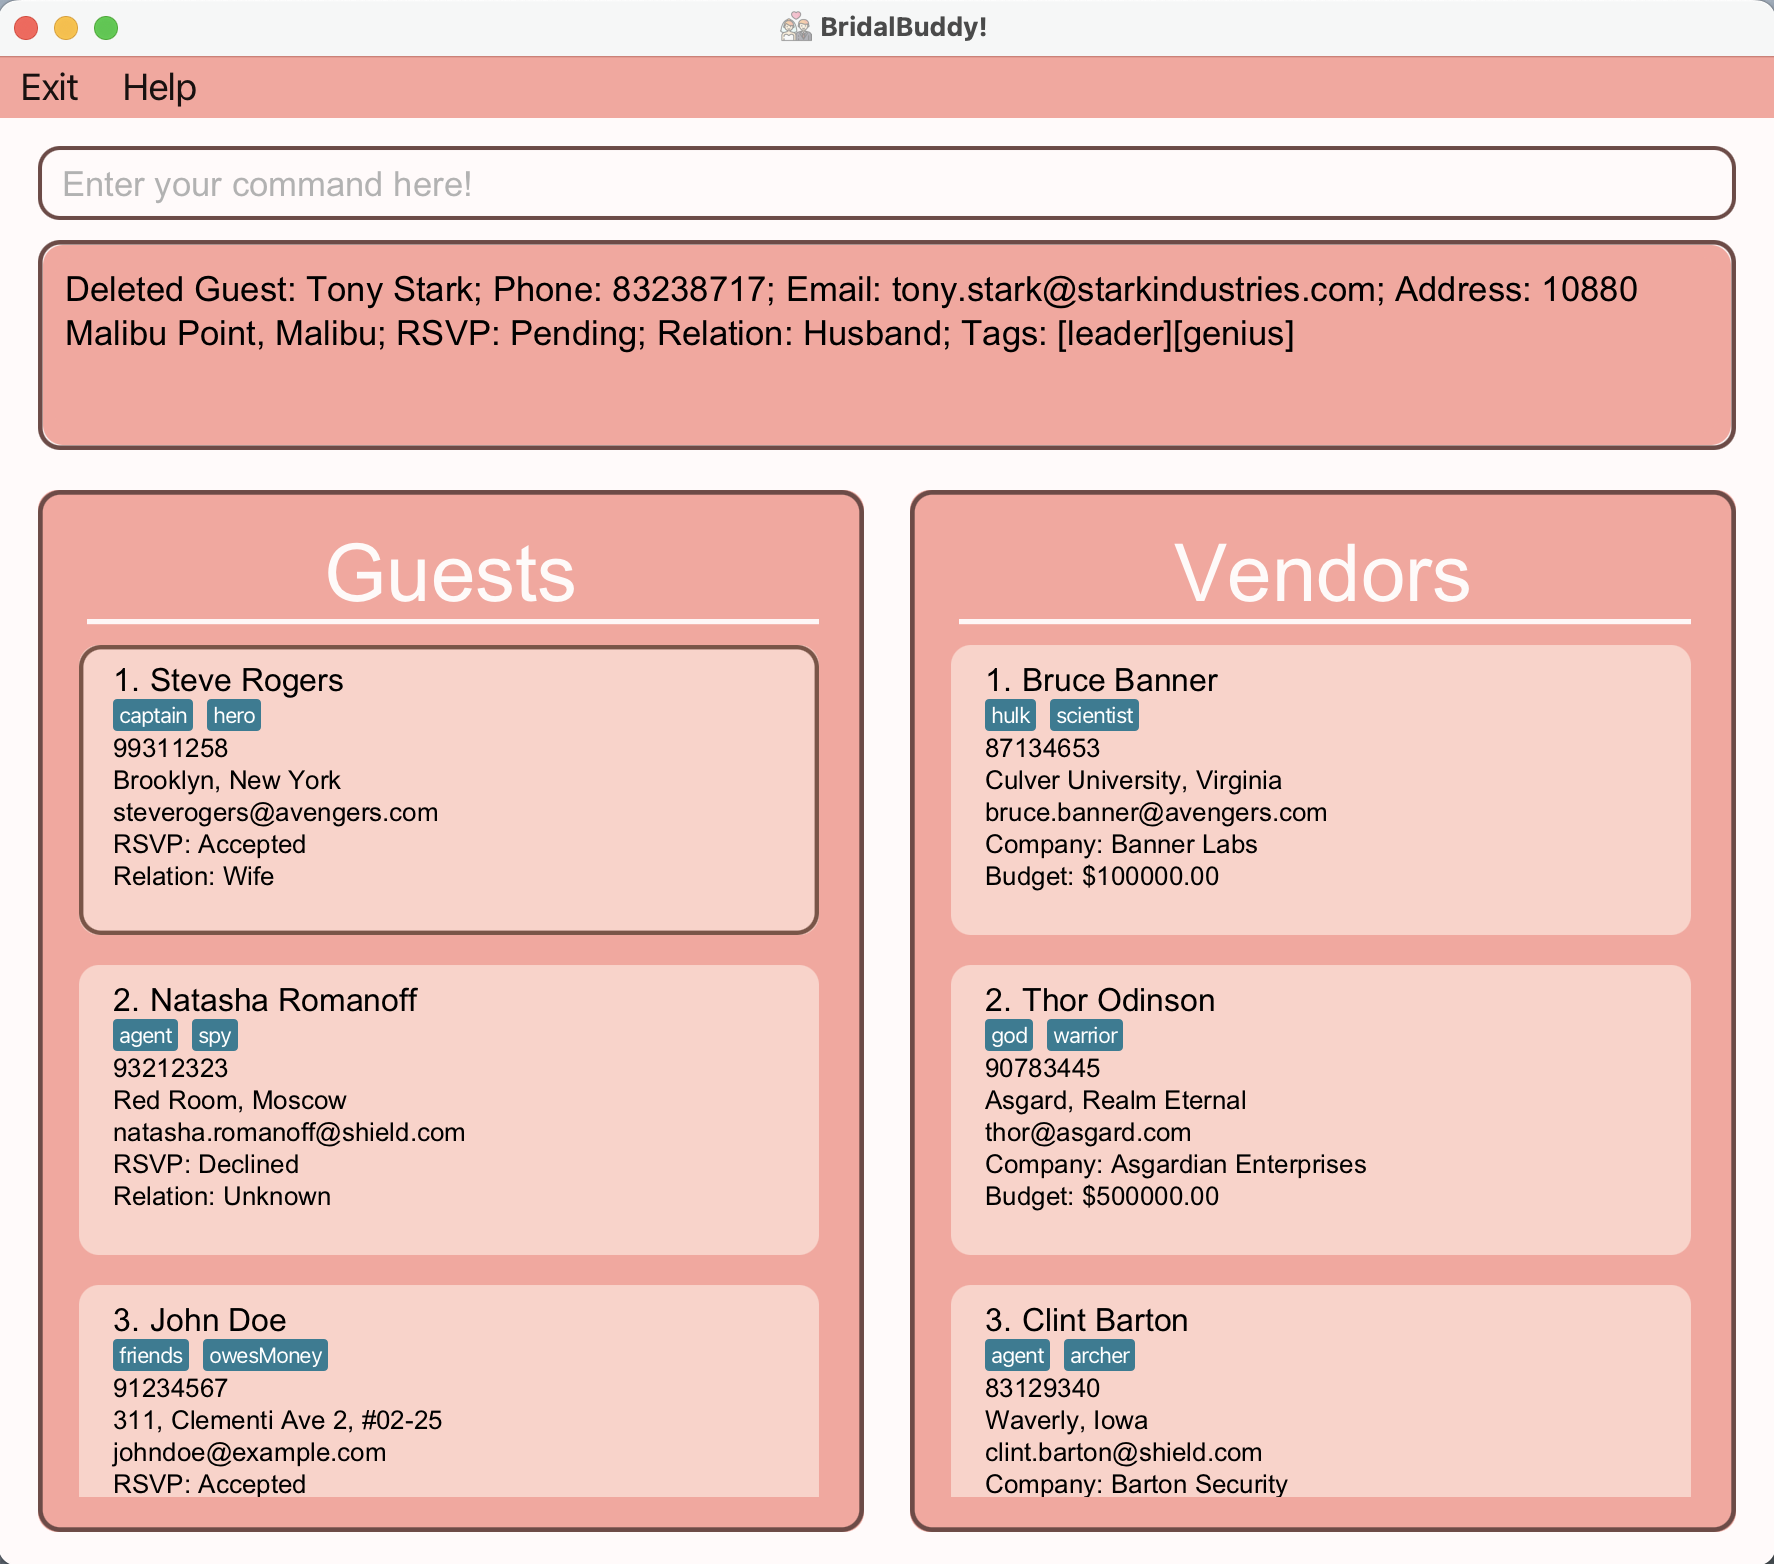 BridalBuddy!
Exit Help
Enter your command here!
Deleted Guest: Tony Stark; Phone: 83238717; Email: tony.stark@starkindustries.com; Address: 10880
Malibu Point, Malibu; RSVP: Pending; Relation: Husband; Tags: [leader][genius]
Guests
1. Steve Rogers
captain hero
99311258
Brooklyn, New York
steverogers@avengers.com
RSVP: Accepted
Relation: Wife
2. Natasha Romanoff
agent spy
93212323
Red Room, Moscow
natasha.romanoff@shield.com
RSVP: Declined
Relation: Unknown
3. John Doe
friends owesMoney
91234567
311, Clementi Ave 2, #02-25
johndoe@example.com
RSVP: Accepted
Vendors
1. Bruce Banner
hulk scientist
87134653
Culver University, Virginia
bruce.banner@avengers.com
Company: Banner Labs
Budget: $100000.00
2. Thor Odinson
god warrior
90783445
Asgard, Realm Eternal
thor@asgard.com
Company: Asgardian Enterprises
Budget: $500000.00
3. Clint Barton
agent archer
83129340
Waverly, Iowa
clint.barton@shield.com
Company: Barton Security